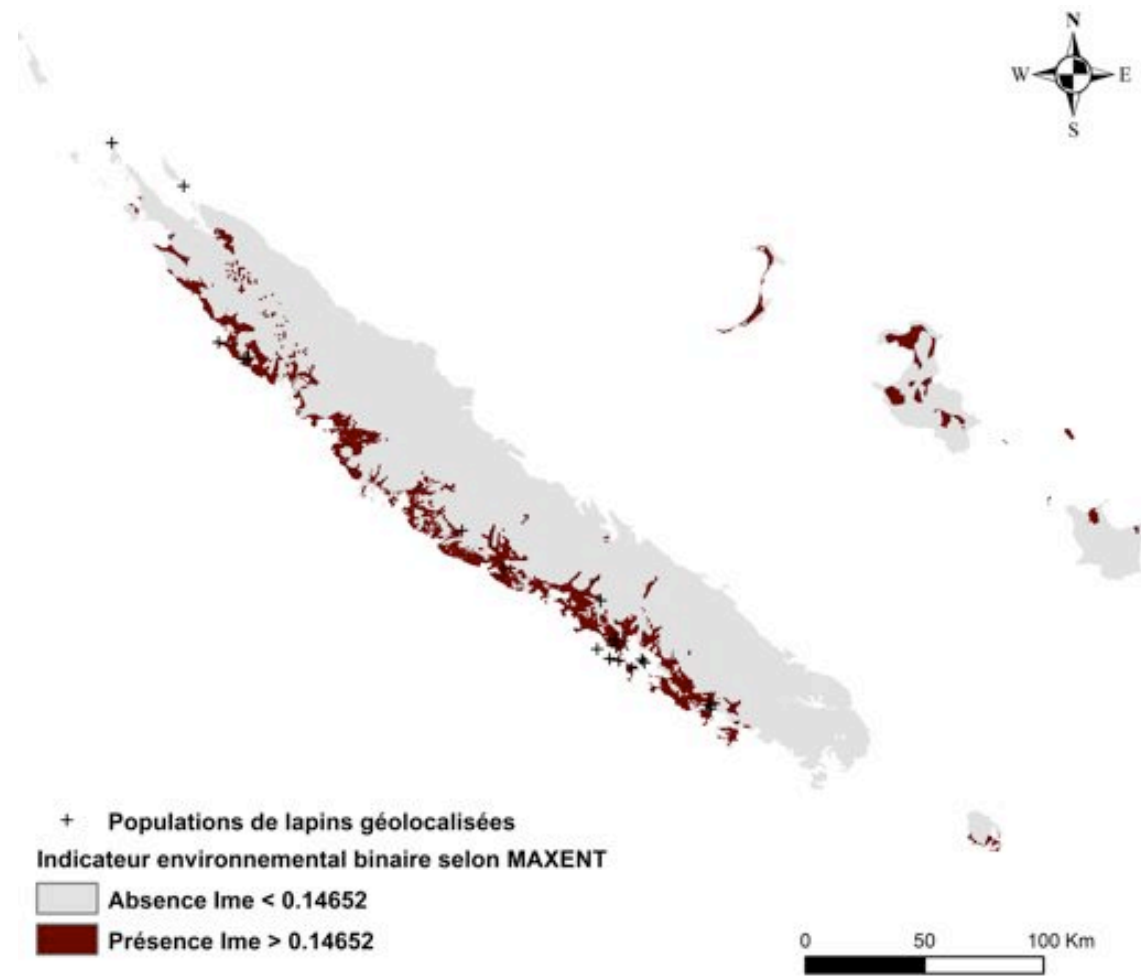 N
W E
S
+ Populations de lapins géolocalisées
Indicateur environnemental binaire selon MAXENT
Absence Ime < 0.14652
Présence Ime > 0.14652
0 50 100 Km